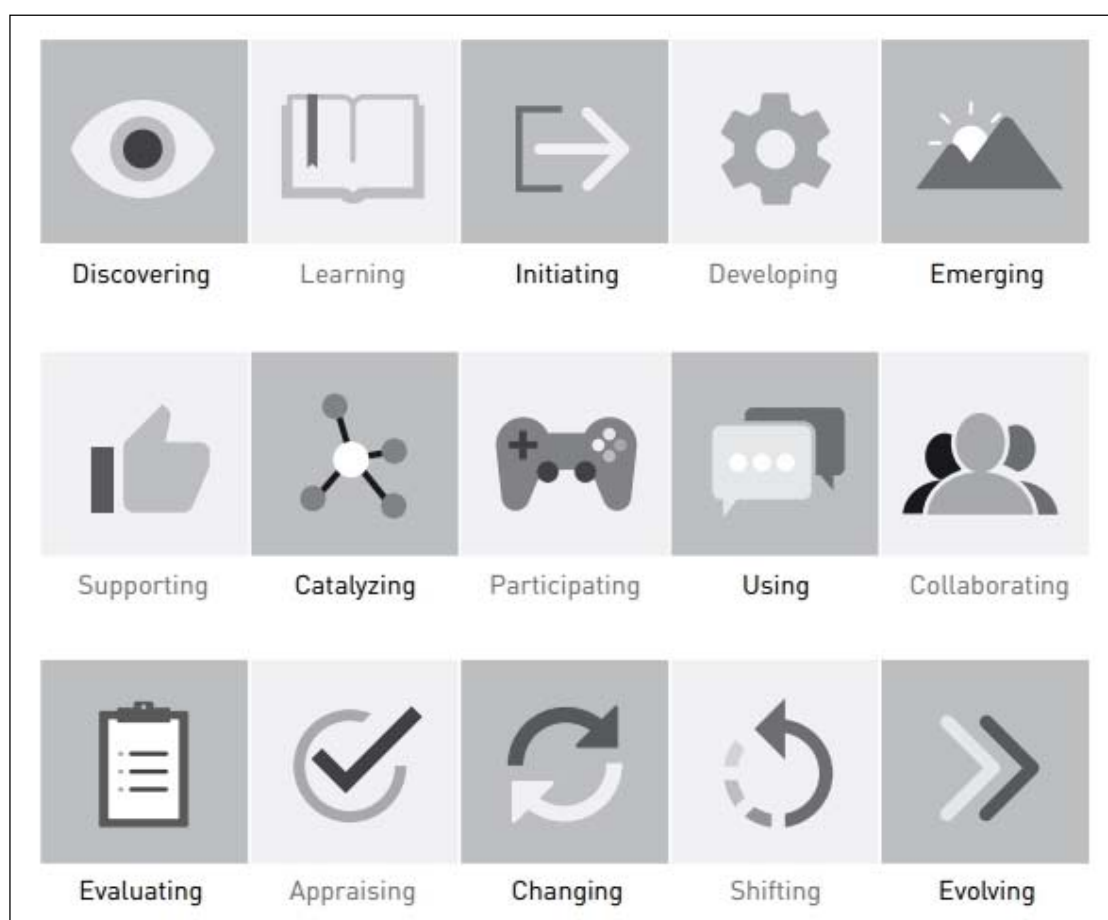 Discovering Learning Initiating Developing Emerging
Supporting Catalyzing Participating Using Collaborating
Evaluating Appraising Changing Shifting Evolving